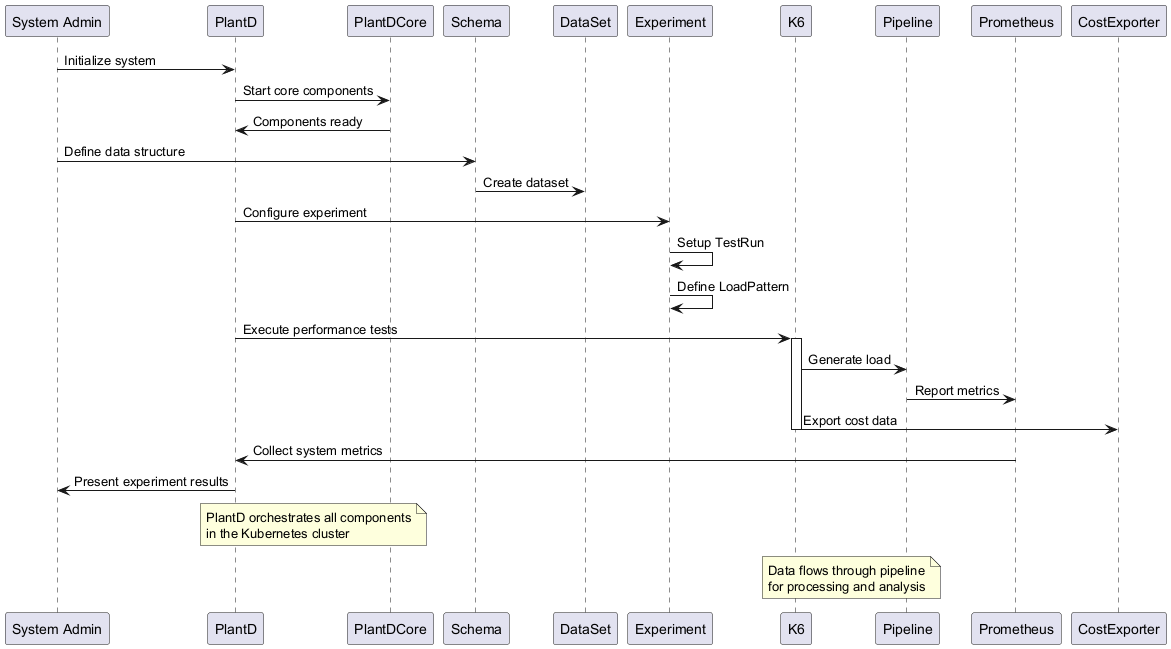 System Admin
PlantD
PlantDCore
Schema
DataSet
Experiment
K6
Pipeline
Prometheus
CostExporter
Initialize system
Start core components
Components ready
Define data structure
Create dataset
Configure experiment
Setup TestRun
Define LoadPattern
Execute performance tests
Generate load
Report metrics
Export cost data
Collect system metrics
Present experiment results
PlantD orchestrates all components
in the Kubernetes cluster
Data flows through pipeline
for processing and analysis
System Admin
PlantD
PlantDCore
Schema
DataSet
Experiment
K6
Pipeline
Prometheus
CostExporter